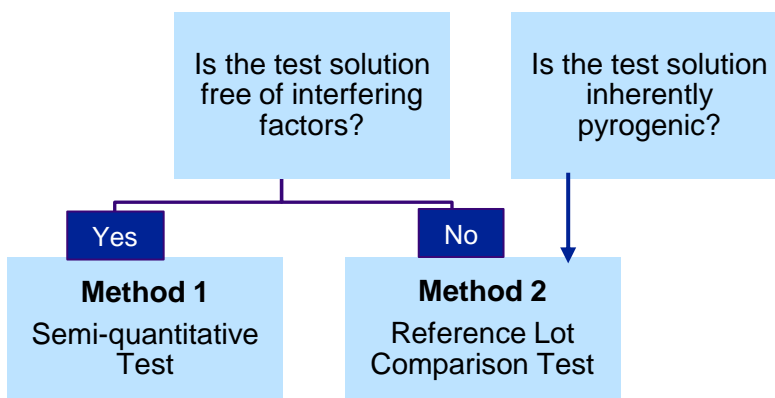 Is the test solution
free of interfering
factors?
Is the test solution
inherently
pyrogenic?
Yes
No
Method 1
Semi-quantitative
Test
Method 2
Reference Lot
Comparison Test